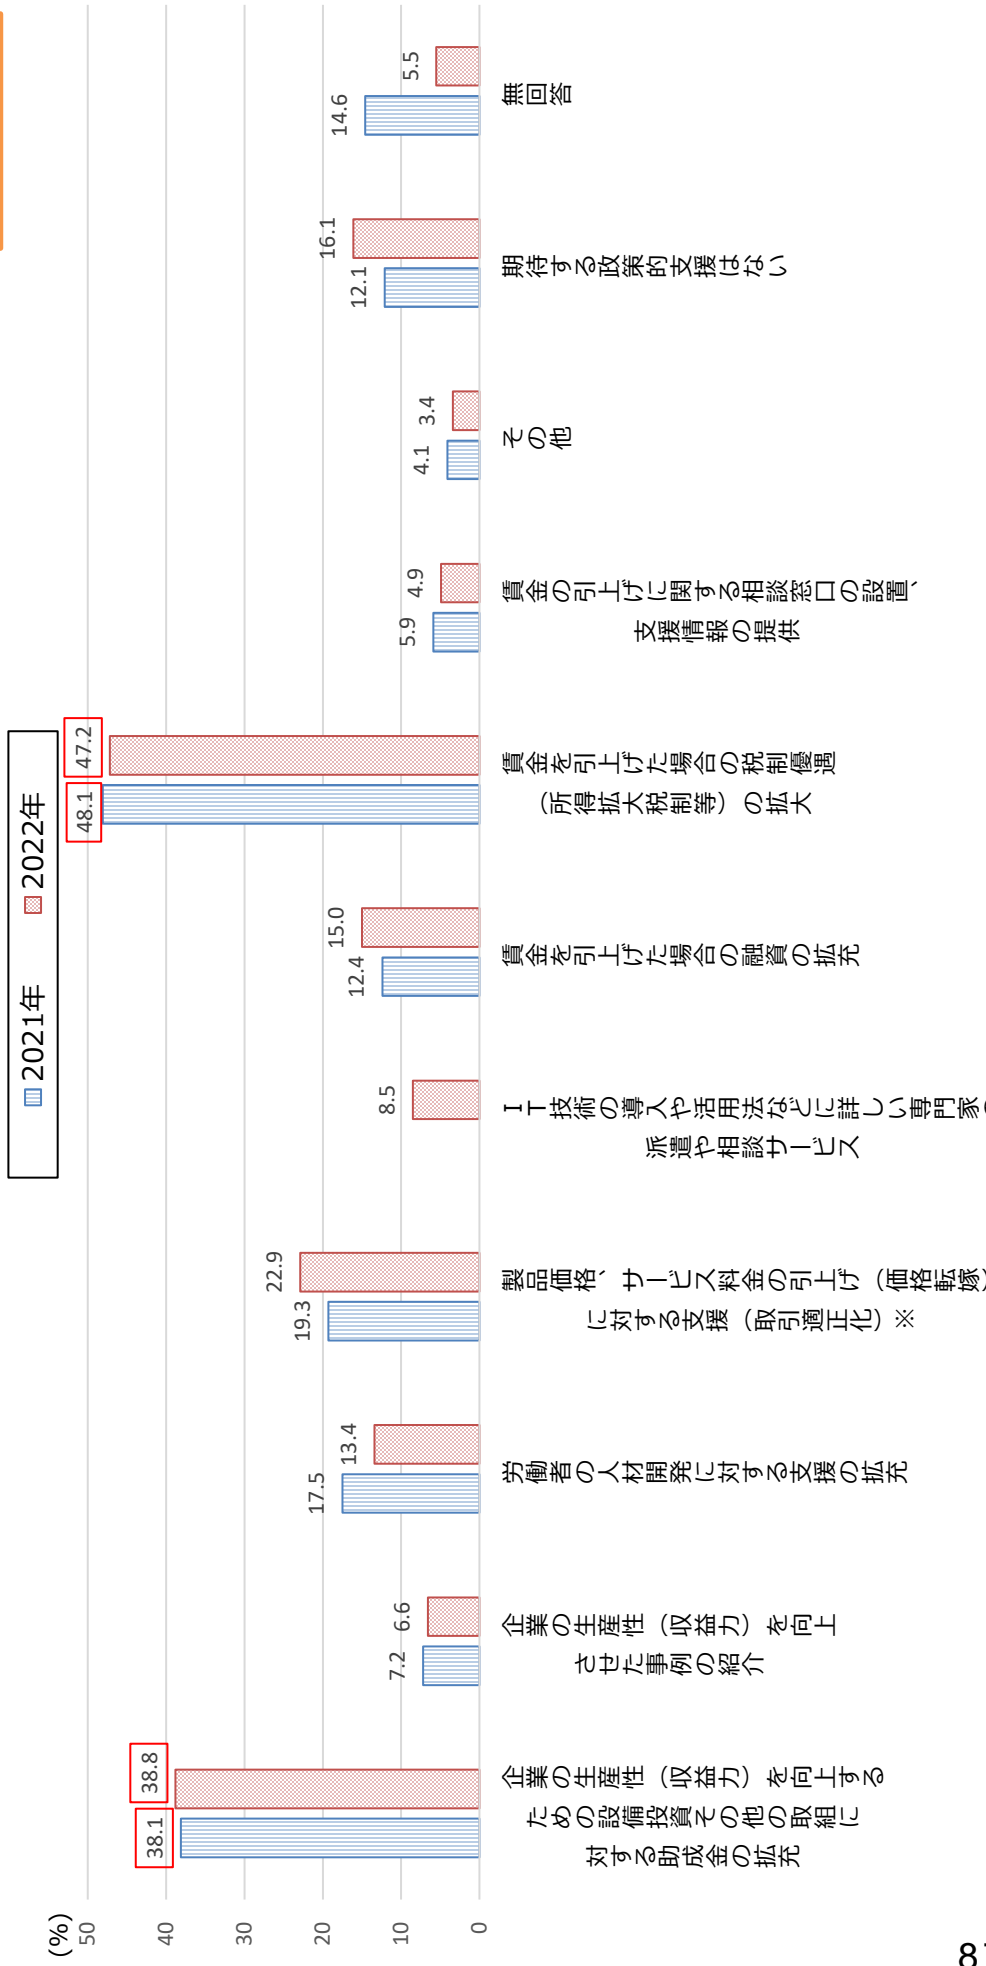 2021年 2022年
(%)
50
40
30
20
10
0
38.1
38.8
7.2
6.6
17.5
13.4
19.3
22.9
8.5
12.4
15.0
48.1
47.2
5.9
4.9
4.1
3.4
12.1
16.1
14.6
5.5
企業の生産性（収益力）を向上する
ための設備投資その他の取組に
対する助成金の拡充
企業の生産性（収益力）を向上
させた事例の紹介
労働者の人材開発に対する支援の拡充
製品価格、サービス料金の引上げ（価格転嫁）
に対する支援（取引適正化）※
ＩＴ技術の導入や活用法などに詳しい専門家の
派遣や相談サービス
賃金を引上げた場合の融資の拡充
賃金を引上げた場合の税制優遇
（所得拡大税制等）の拡大
賃金の引上げに関する相談窓口の設置、
支援情報の提供
その他
期待する政策的支援はない
無回答